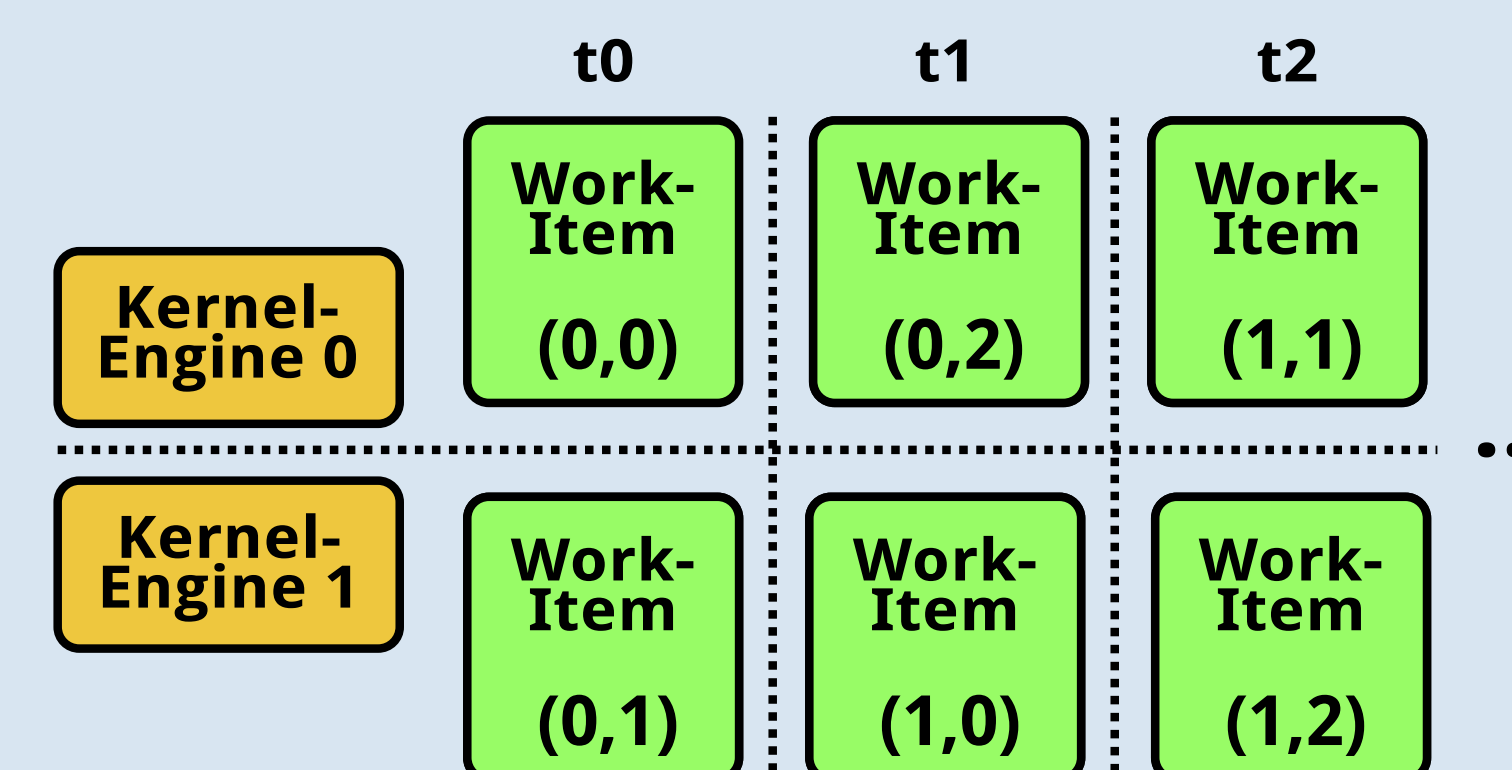 t0
t1
t2
Work-
Item
(0,0)
Work-
Item
(0,2)
Work-
Item
(1,1)
Kernel-
Engine 0
Kernel-
Engine 1
Work-
Item
(0,1)
Work-
Item
(1,0)
Work-
Item
(1,2)